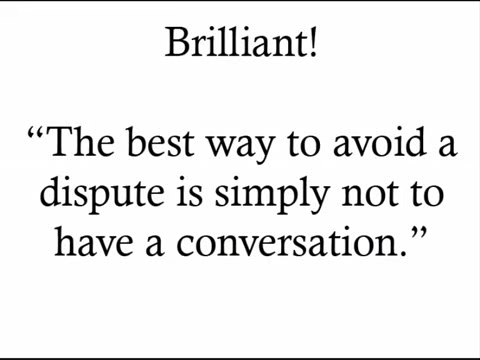 Brilliant!
“The best way to avoid a
dispute is simply not to
have a conversation.”